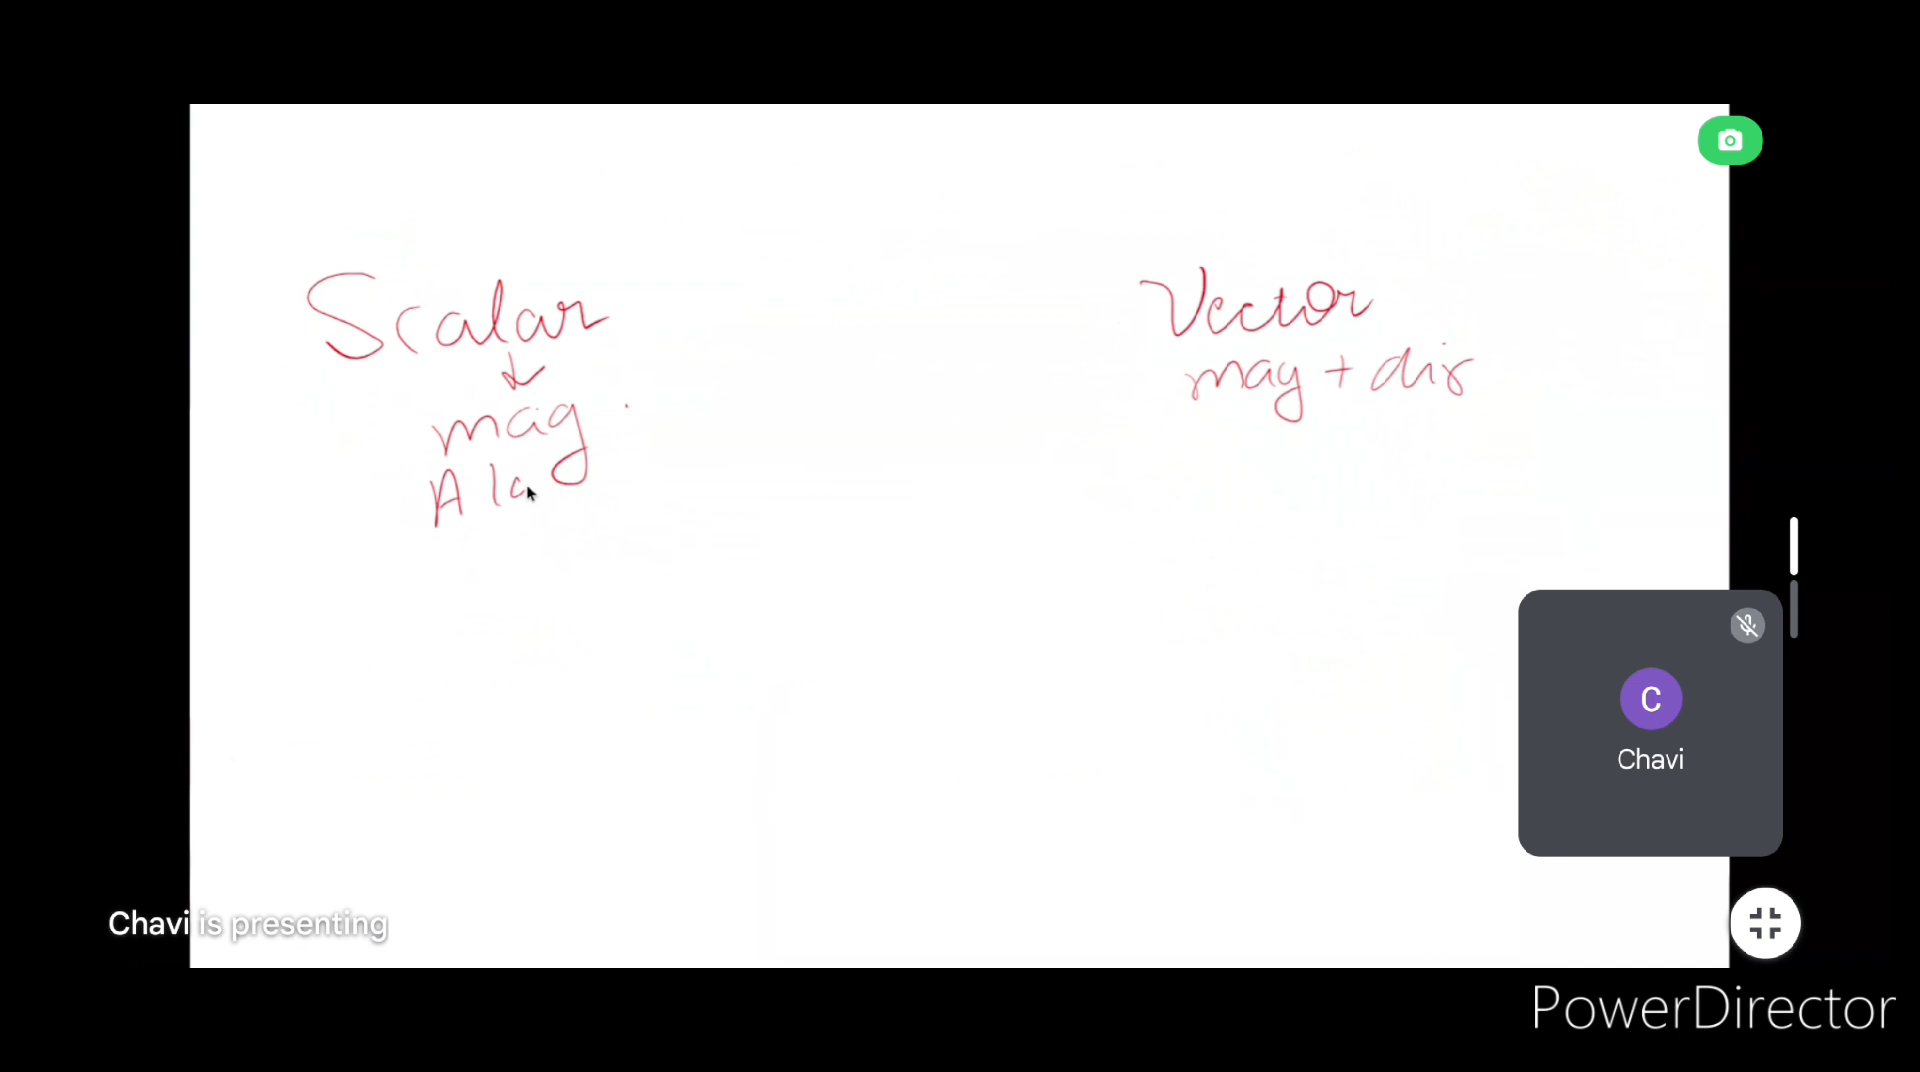 Scalar
mag
Vector
mag + dir
C
Chavi
Chavi is presenting
PowerDirector